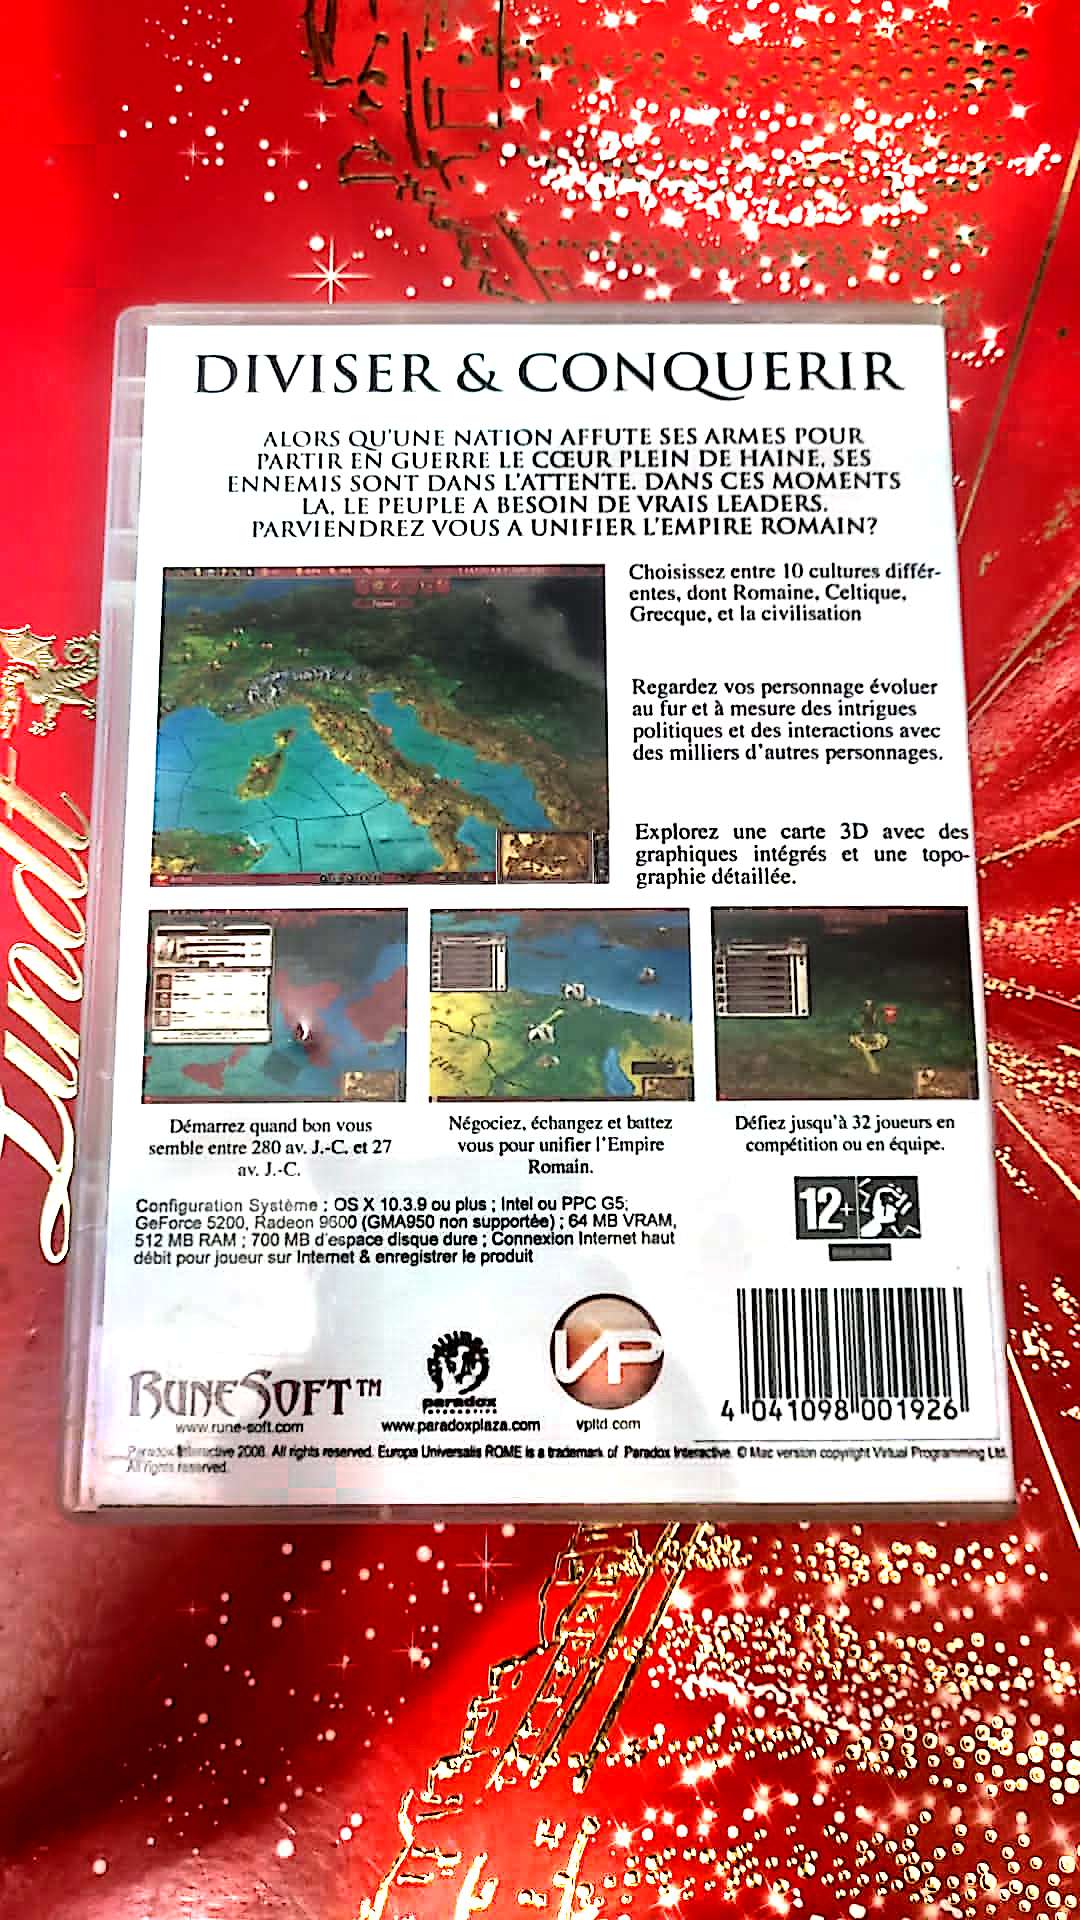 DIVISER & CONQUERIR
ALORS QU'UNE NATION AFFUTE SES ARMES POUR
PARTIR EN GUERRE LE CŒUR PLEIN DE HAINE, SES
ENNEMIS SONT DANS L'ATTENTE. DANS CES MOMENTS
LA, LE PEUPLE A BESOIN DE VRAIS LEADERS.
PARVIENDREZ VOUS A UNIFIER L'EMPIRE ROMAIN?
Choisissez entre 10 cultures différ-
entes, dont Romaine, Celtique,
Grecque, et la civilisation
Regardez vos personnage évoluer
au fur et à mesure des intrigues
politiques et des interactions avec
des milliers d'autres personnages.
Explorez une carte 3D avec des
graphiques intégrés et une topo-
graphie détaillée.
Démarrez quand bon vous
semble entre 280 av. J.-C. et 27
av. J.-C.
Négociez, échangez et battez
vous pour unifier l'Empire
Romain.
Défiez jusqu'à 32 joueurs en
compétition ou en équipe.
Configuration Système : OS X 10.3.9 ou plus ; Intel ou PPC G5;
GeForce 5200, Radeon 9600 (GMA950 non supportée) ; 64 MB VRAM,
512 MB RAM ; 700 MB d'espace disque dure ; Connexion Internet haut
débit pour joueur sur Internet & enregistrer le produit
12+
RUNESOFT™
www.rune-soft.com
paradox
INTERACTIVE
www.paradoxplaza.com
VP
vpltd.com
4 041098 001926
Paradox Interactive 2008. All rights reserved. Europa Universalis ROME is a trademark of Paradox Interactive. © Mac version copyright Virtual Programming Ltd.
All rights reserved.
Lindt